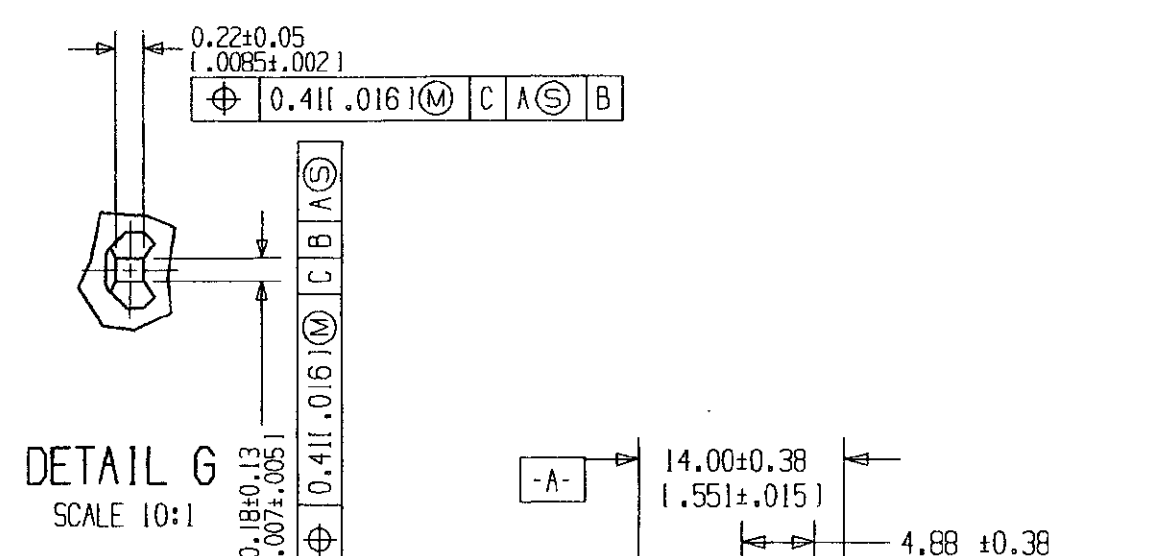 0.22±0.05
[.0085±.002]
⌖ 0.41[.016]Ⓜ C AⓈ B
⌖ 0.41[.016]Ⓜ C B AⓈ
0.18±0.13
.007±.005]
DETAIL G
SCALE 10:1
-A-
14.00±0.38
[.551±.015]
4.88 ±0.38